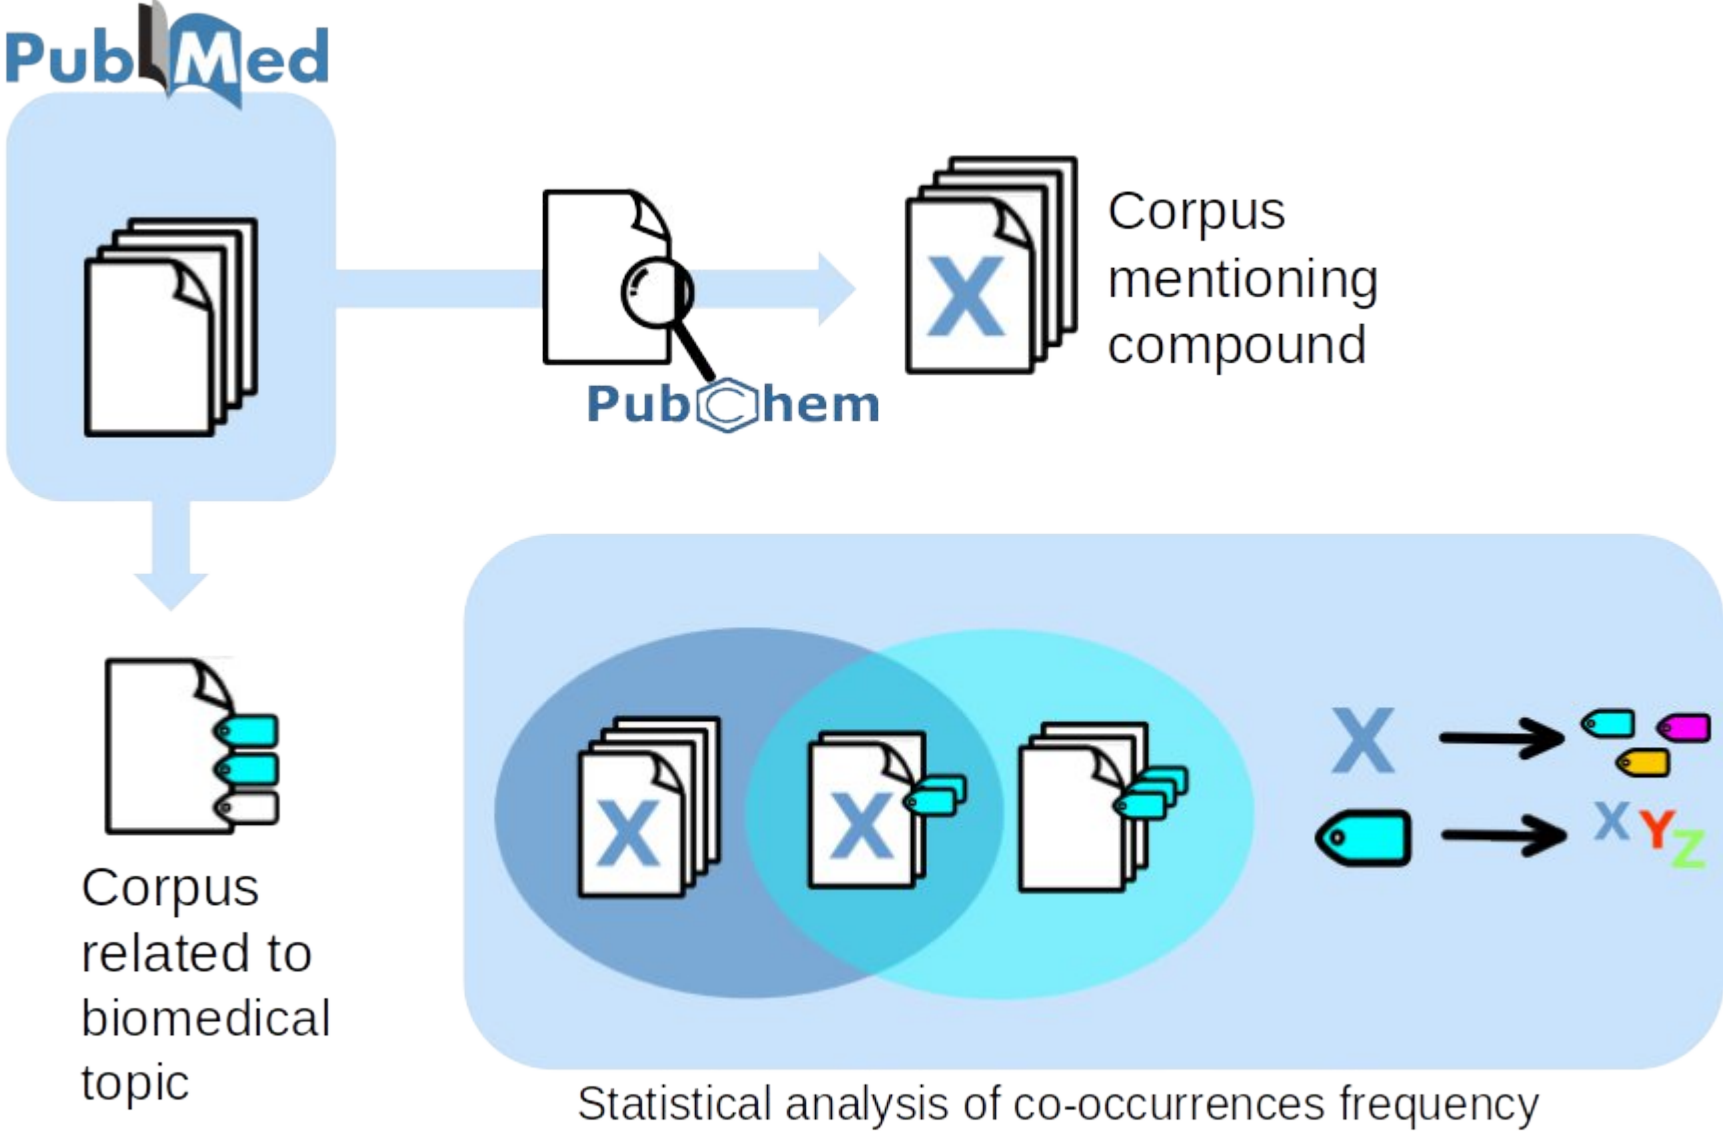 PubMed
Corpus
mentioning
compound
X
PubChem
Corpus
related to
biomedical
topic
X
X
X
X Y Z
Statistical analysis of co-occurrences frequency